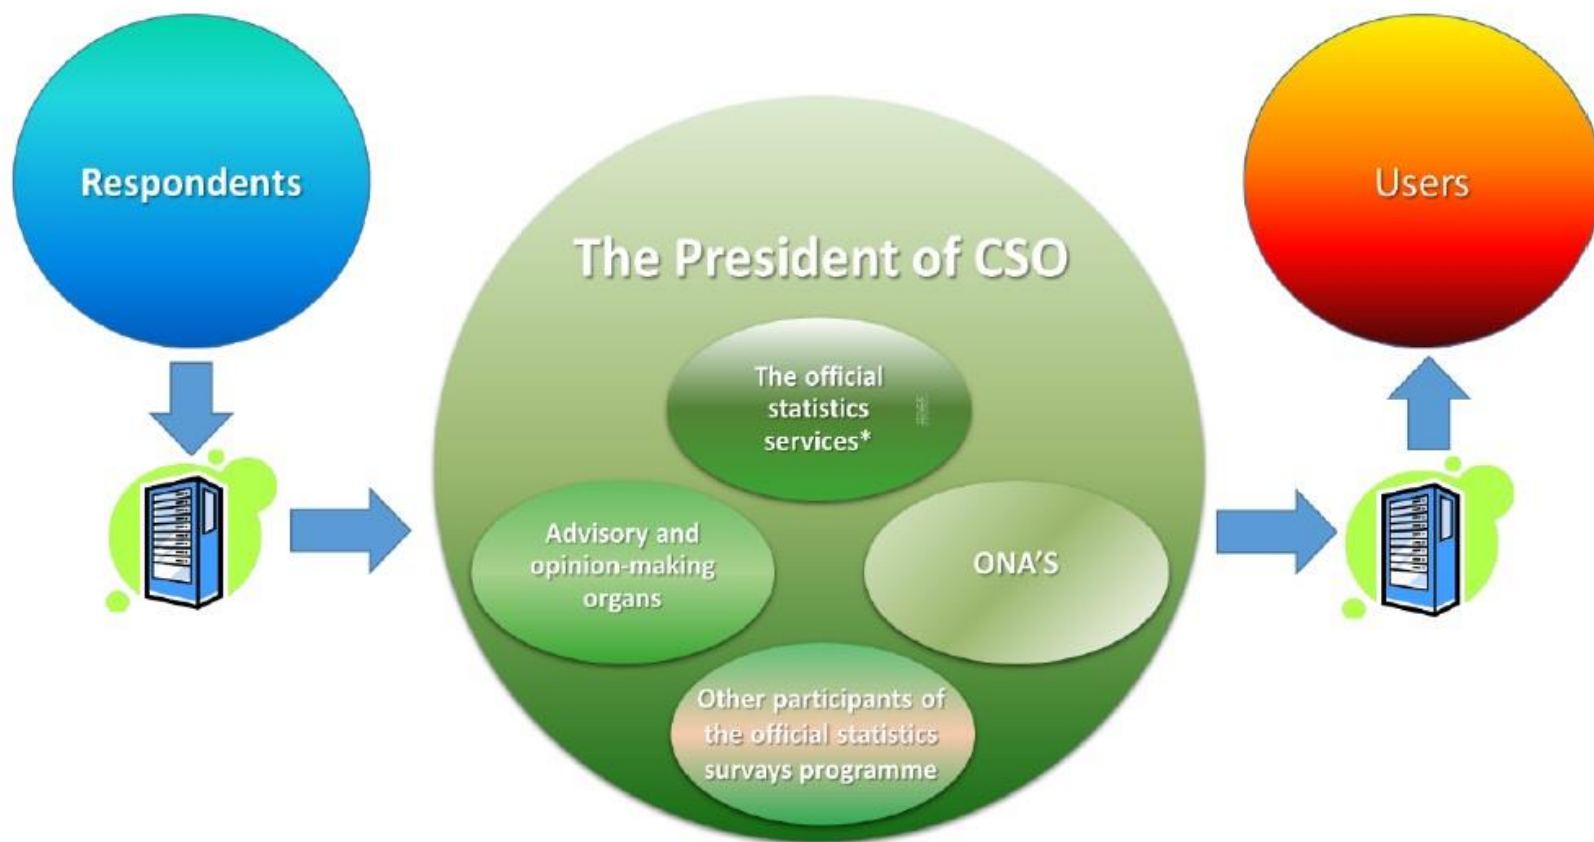 Respondents
Users
The President of CSO
The official
statistics
services*
Advisory and
opinion-making
organs
ONA'S
Other participants of
the official statistics
survays programme